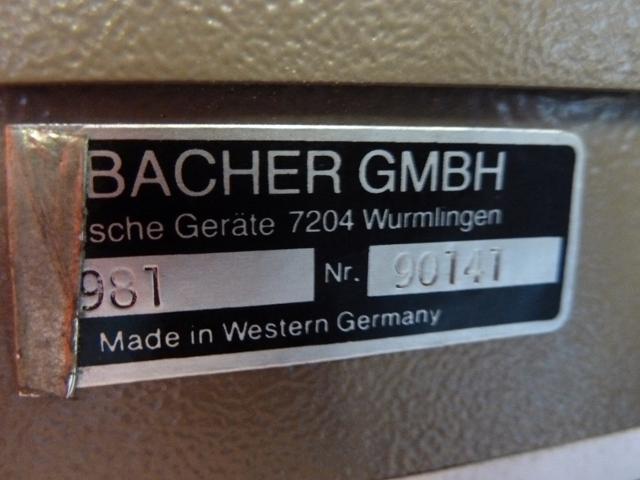 BACHER GMBH
sche Geräte 7204 Wurmlingen
981 Nr. 90141
Made in Western Germany